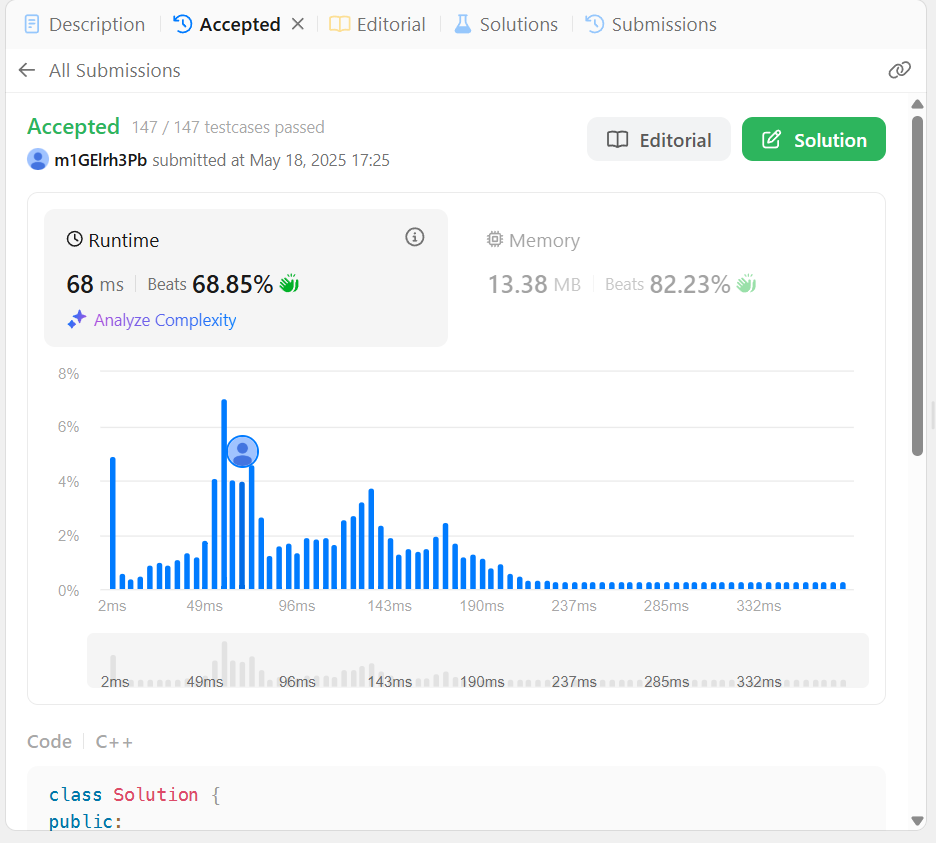 Description Accepted Editorial Solutions Submissions
All Submissions
Accepted 147 / 147 testcases passed
m1GElrh3Pb submitted at May 18, 2025 17:25
Editorial Solution
Runtime
68 ms Beats 68.85%
Analyze Complexity
Memory
13.38 MB Beats 82.23%
8%
6%
4%
2%
0%
2ms 49ms 96ms 143ms 190ms 237ms 285ms 332ms
2ms 49ms 96ms 143ms 190ms 237ms 285ms 332ms
Code C++
class Solution {
public: